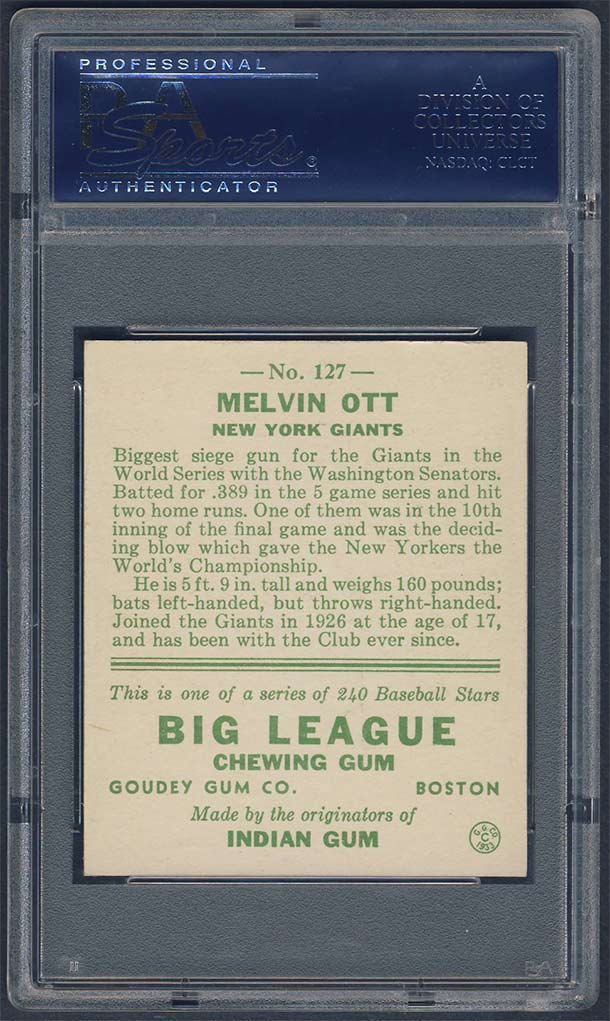 PROFESSIONAL
PSA
Sports®
AUTHENTICATOR
A
DIVISION OF
COLLECTORS
UNIVERSE
NASDAQ: CLCT
—No. 127—
MELVIN OTT
NEW YORK GIANTS
Biggest siege gun for the Giants in the
World Series with the Washington Senators.
Batted for .389 in the 5 game series and hit
two home runs. One of them was in the 10th
inning of the final game and was the decid-
ing blow which gave the New Yorkers the
World's Championship.
He is 5 ft. 9 in. tall and weighs 160 pounds;
bats left-handed, but throws right-handed.
Joined the Giants in 1926 at the age of 17,
and has been with the Club ever since.
This is one of a series of 240 Baseball Stars
BIG LEAGUE
CHEWING GUM
GOUDEY GUM CO. BOSTON
Made by the originators of
INDIAN GUM
G. G. CO.
C
1933
PSA